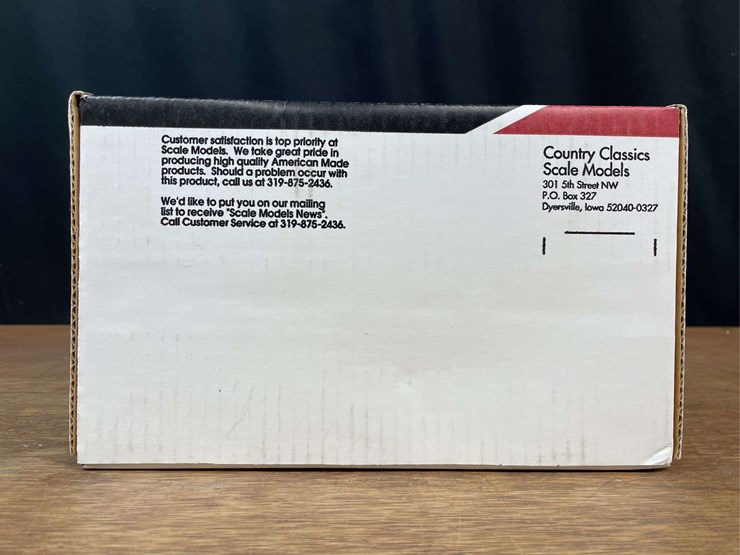 Customer satisfaction is top priority at
Scale Models. We take great pride in
producing high quality American Made
products. Should a problem occur with
this product, call us at 319-875-2436.
We'd like to put you on our mailing
list to receive "Scale Models News".
Call Customer Service at 319-875-2436.
Country Classics
Scale Models
301 5th Street NW
P.O. Box 327
Dyersville, Iowa 52040-0327